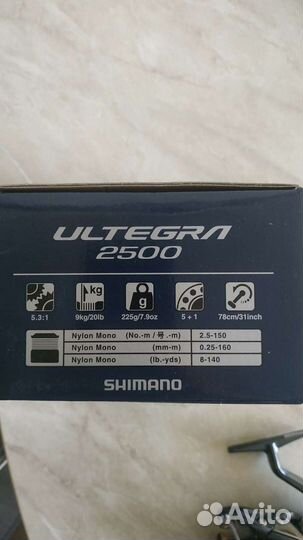 ULTEGRA
2500
kg
g
5.3:1 9kg/20lb 225g/7.9oz 5 + 1 78cm/31inch
Nylon Mono (No.-m / 号.-m) 2.5-150
Nylon Mono (mm-m) 0.25-160
Nylon Mono (lb.-yds) 8-140
SHIMANO
Avito